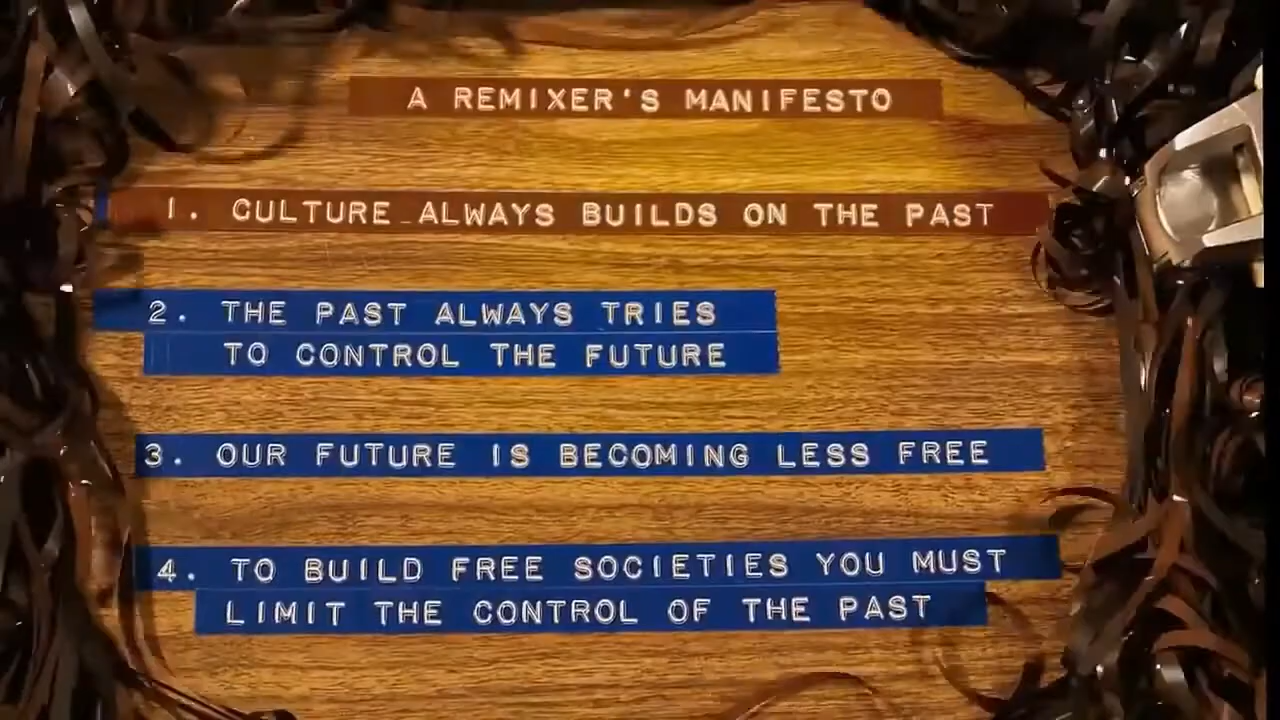 A REMIXER'S MANIFESTO
1. CULTURE ALWAYS BUILDS ON THE PAST
2. THE PAST ALWAYS TRIES
TO CONTROL THE FUTURE
3. OUR FUTURE IS BECOMING LESS FREE
4. TO BUILD FREE SOCIETIES YOU MUST
LIMIT THE CONTROL OF THE PAST